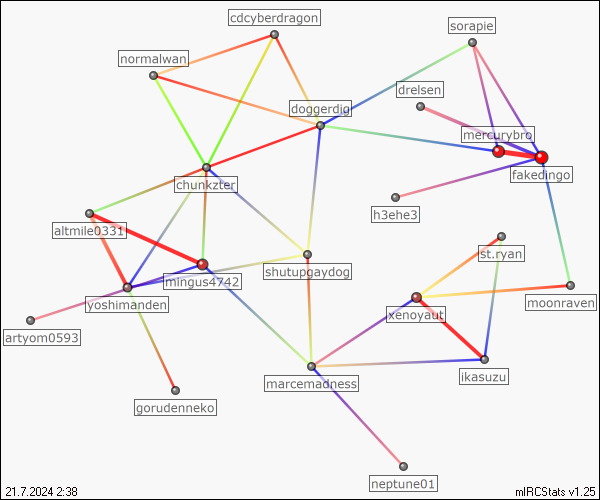 cdcyberdragon
sorapie
normalwan
drelsen
doggerdjg
mercurybro
fakedingo
chunkzter
h3ehe3
altmile0331
st.ryan
shutupgaydog
mingus4742
yoshimanden
moonraven
xenoyaut
artyom0593
ikasuzu
marcemadness
gorudenneko
neptune01
21.7.2024 2:38
mIRCStats v1.25